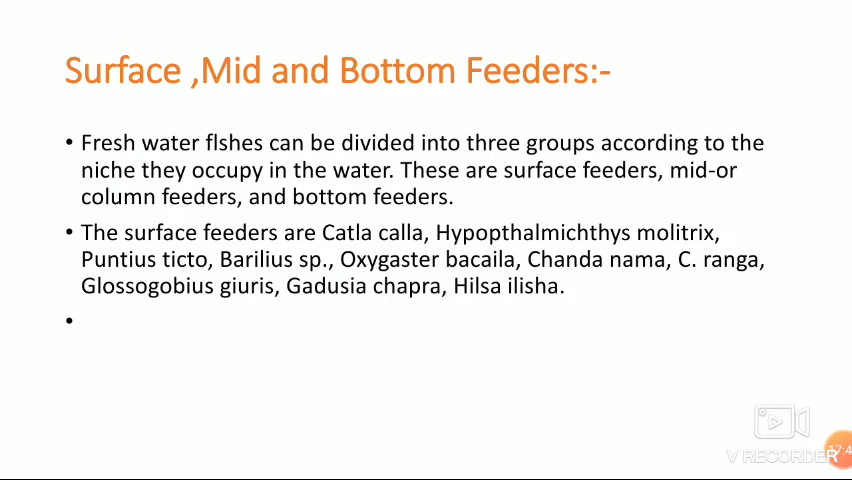 Surface ,Mid and Bottom Feeders:-
• Fresh water flshes can be divided into three groups according to the
niche they occupy in the water. These are surface feeders, mid-or
column feeders, and bottom feeders.
• The surface feeders are Catla calla, Hypopthalmichthys molitrix,
Puntius ticto, Barilius sp., Oxygaster bacaila, Chanda nama, C. ranga,
Glossogobius giuris, Gadusia chapra, Hilsa ilisha.
•
V RECORDER
17:4